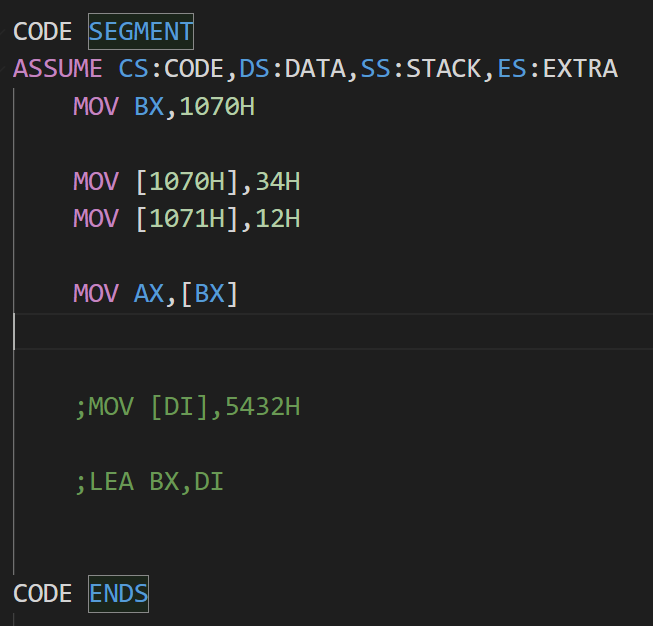 CODE SEGMENT
ASSUME CS:CODE,DS:DATA,SS:STACK,ES:EXTRA
MOV BX,1070H
MOV [1070H],34H
MOV [1071H],12H
MOV AX,[BX]
;MOV [DI],5432H
;LEA BX,DI
CODE ENDS